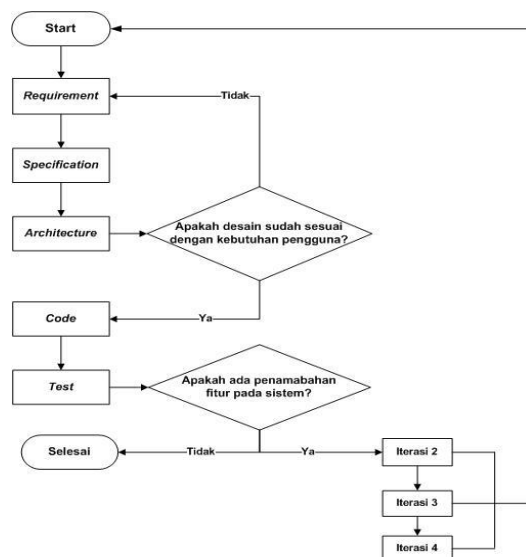 Start
Requirement
Tidak
Specification
Architecture
Apakah desain sudah sesuai
dengan kebutuhan pengguna?
Code
Ya
Test
Apakah ada penamabahan
fitur pada sistem?
Selesai
Tidak
Ya
Iterasi 2
Iterasi 3
Iterasi 4